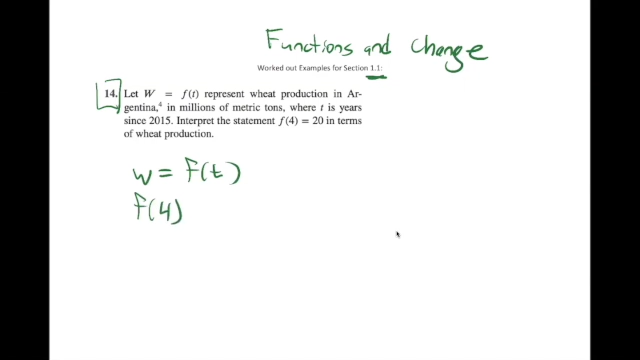 Functions and change
Worked out Examples for Section 1.1:
14. Let W = f(t) represent wheat production in Ar-
gentina,4 in millions of metric tons, where t is years
since 2015. Interpret the statement f(4) = 20 in terms
of wheat production.
w = f(t)
f(4)